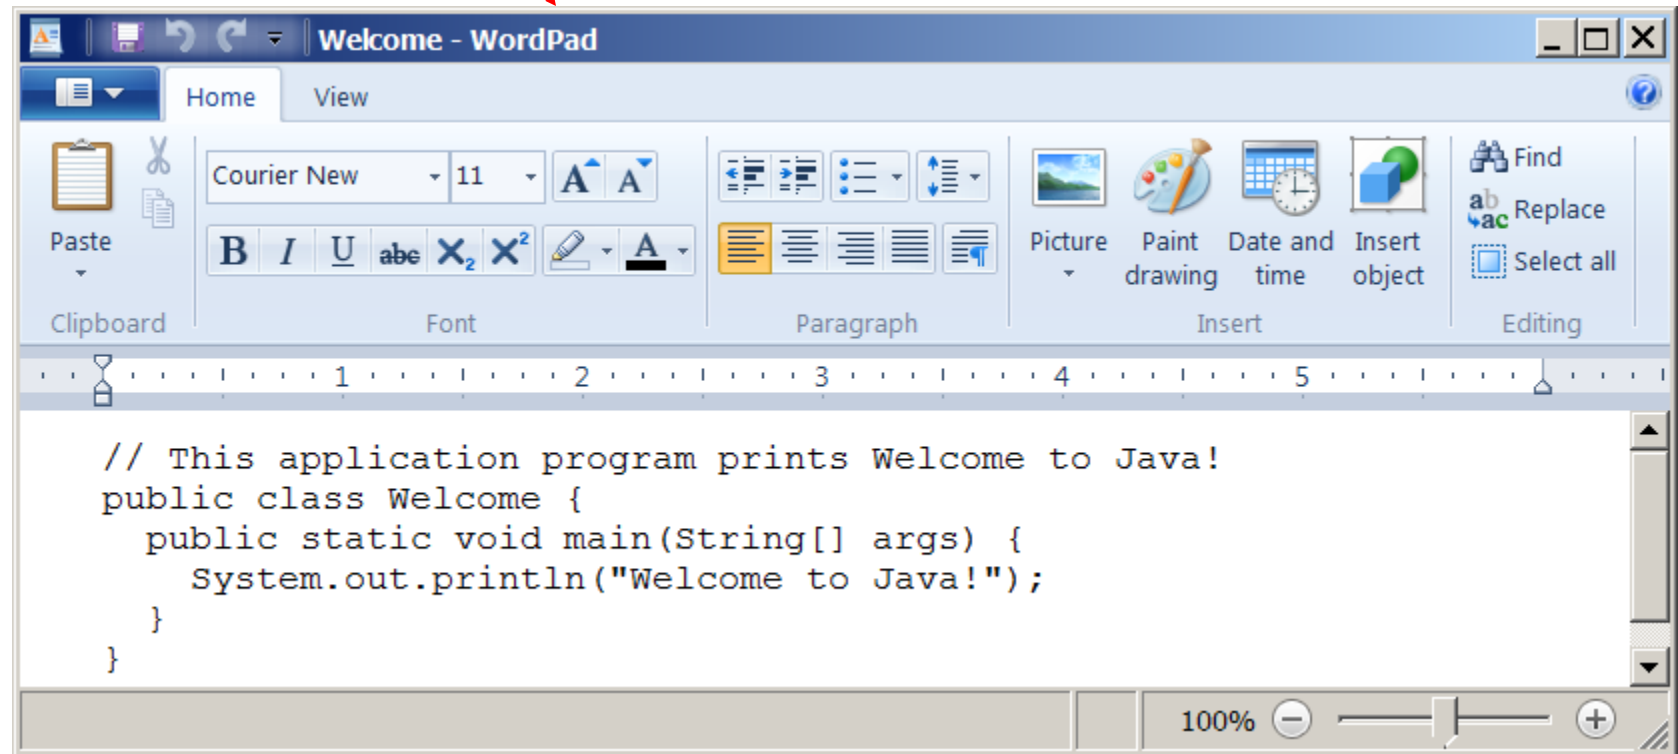 Welcome - WordPad
Home View
Courier New 11
Paste
Picture
Paint drawing
Date and time
Insert object
Find
Replace
Select all
Clipboard Font Paragraph Insert Editing
1 2 3 4 5
// This application program prints Welcome to Java!
public class Welcome {
  public static void main(String[] args) {
    System.out.println("Welcome to Java!");
  }
}
100%